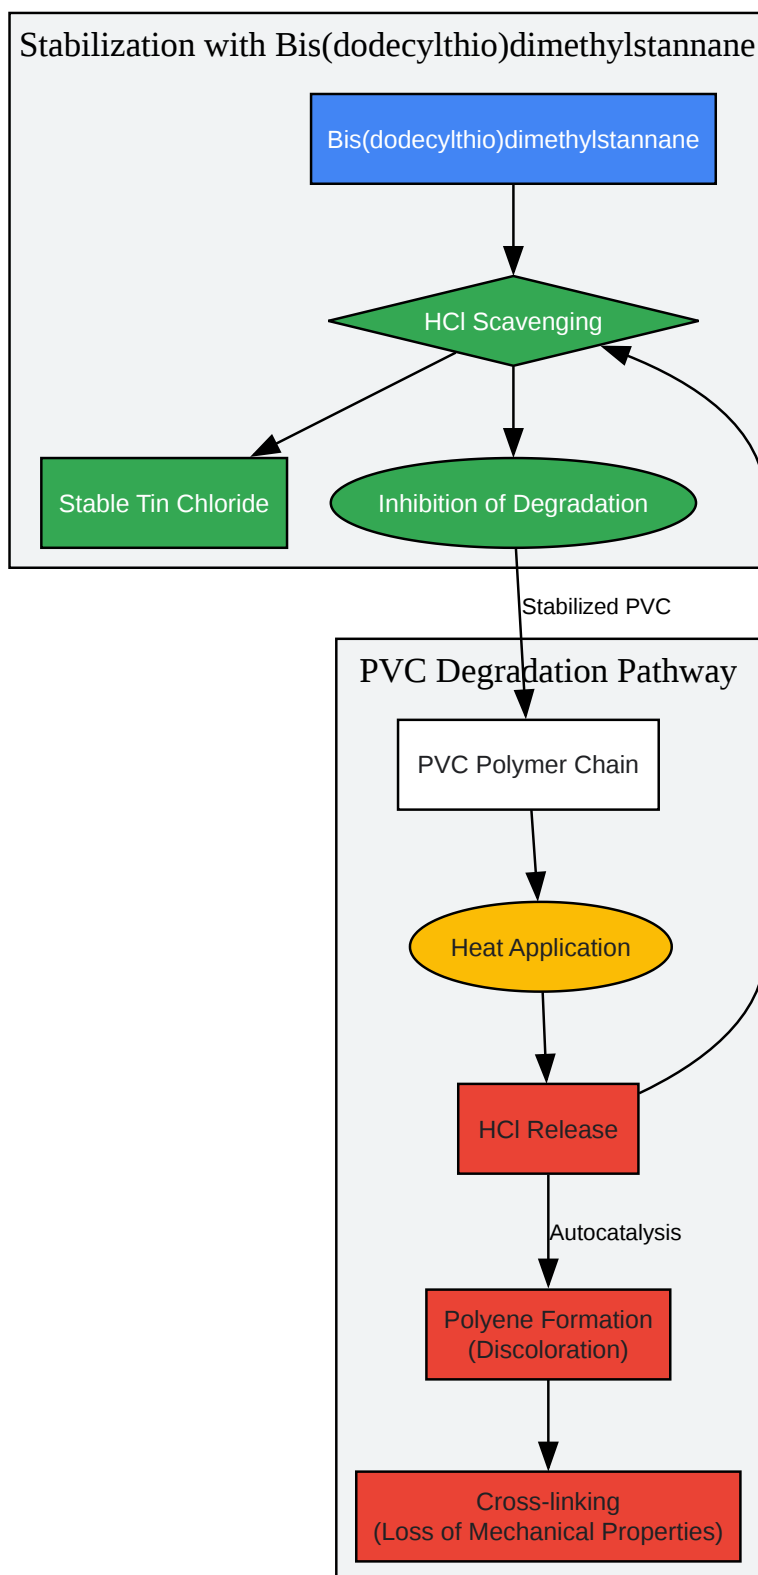 Stabilization with Bis(dodecylthio)dimethylstannane
Bis(dodecylthio)dimethylstannane
HCl Scavenging
Stable Tin Chloride
Inhibition of Degradation
Stabilized PVC
PVC Degradation Pathway
PVC Polymer Chain
Heat Application
HCl Release
Autocatalysis
Polyene Formation
(Discoloration)
Cross-linking
(Loss of Mechanical Properties)